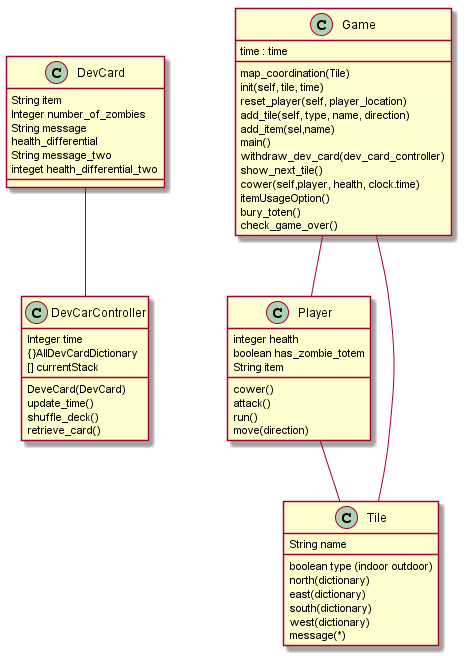 C DevCard
String item
Integer number_of_zombies
String message
health_differential
String message_two
integet health_differential_two
C Game
time : time
map_coordination(Tile)
init(self, tile, time)
reset_player(self, player_location)
add_tile(self, type, name, direction)
add_item(sel,name)
main()
withdraw_dev_card(dev_card_controller)
show_next_tile()
cower(self,player, health, clock.time)
itemUsageOption()
bury_toten()
check_game_over()
C DevCarController
Integer time
{}AllDevCardDictionary
[] currentStack
DeveCard(DevCard)
update_time()
shuffle_deck()
retrieve_card()
C Player
integer health
boolean has_zombie_totem
String item
cower()
attack()
run()
move(direction)
C Tile
String name
boolean type (indoor outdoor)
north(dictionary)
east(dictionary)
south(dictionary)
west(dictionary)
message(*)